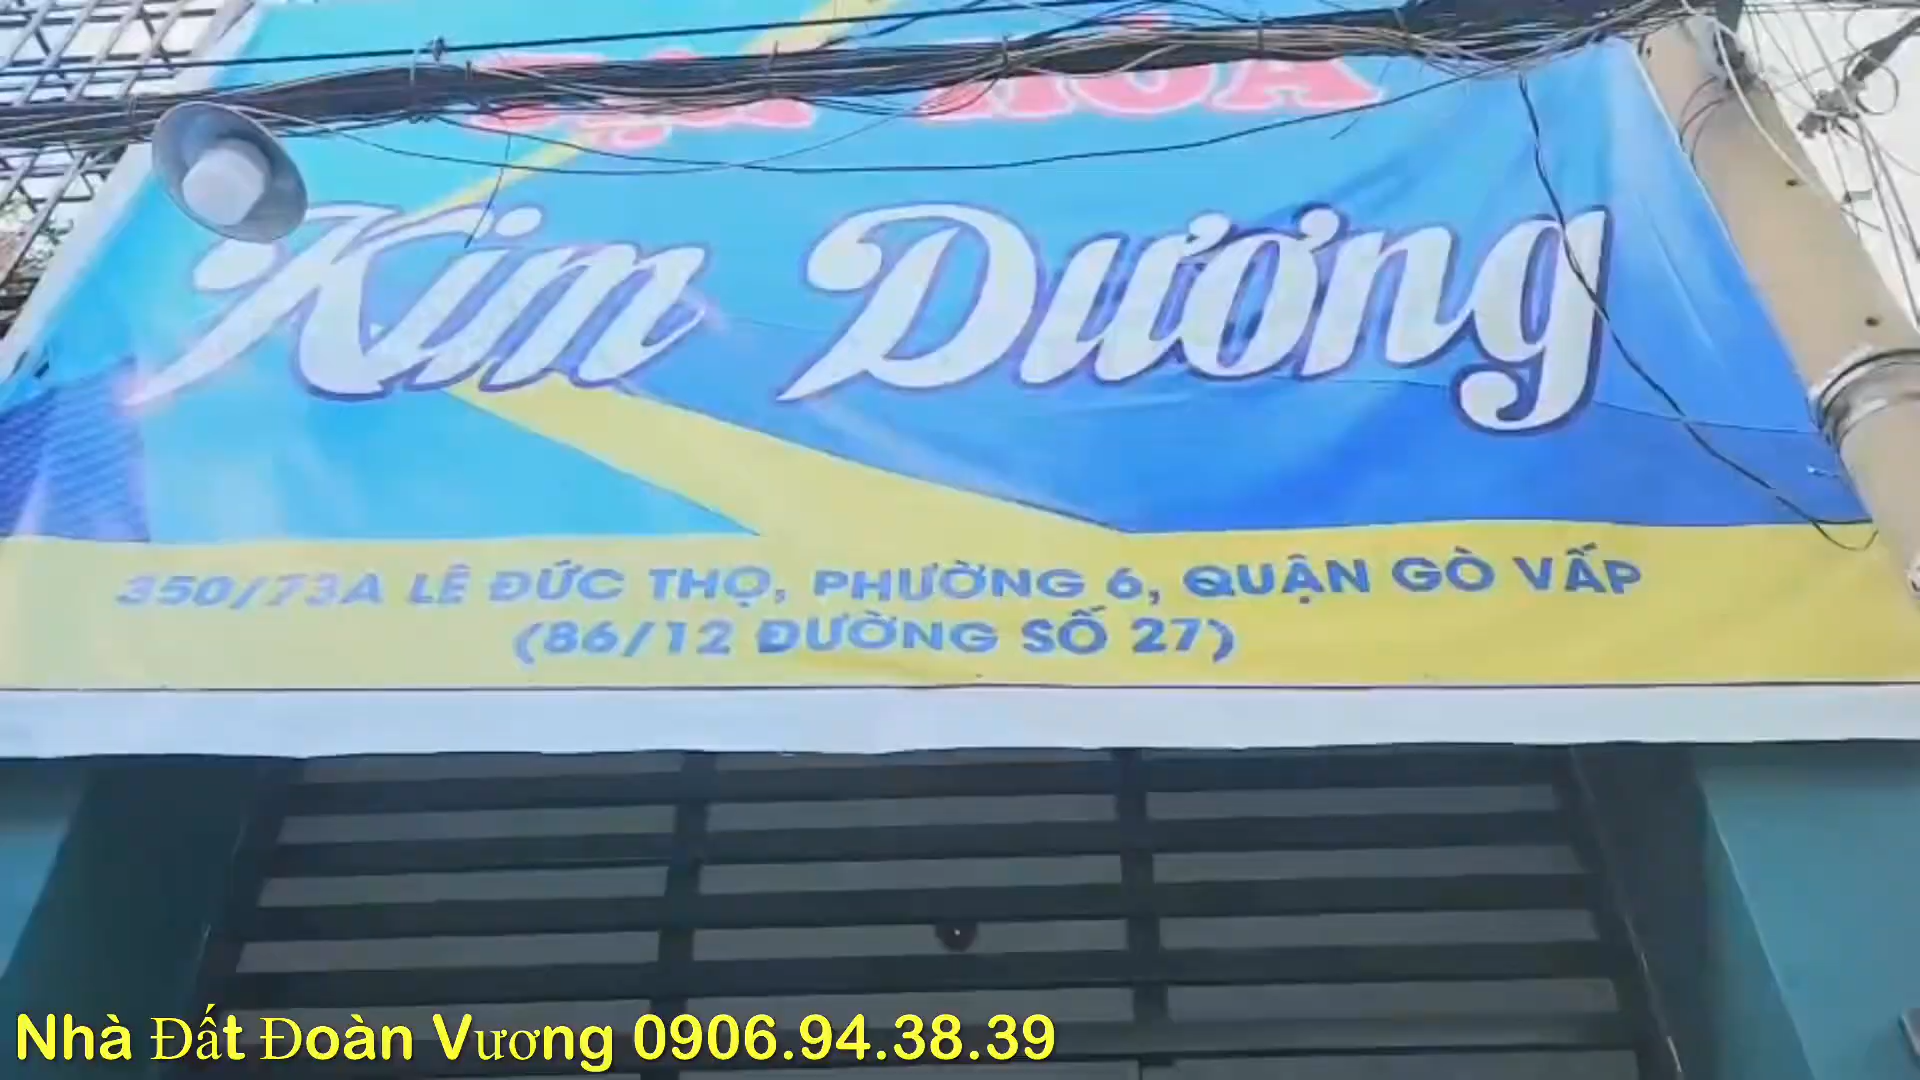 Kim Dương
350/73A LÊ ĐỨC THỌ, PHƯỜNG 6, QUẬN GÒ VẤP
(86/12 ĐƯỜNG SỐ 27)
Nhà Đất Đoàn Vương 0906.94.38.39